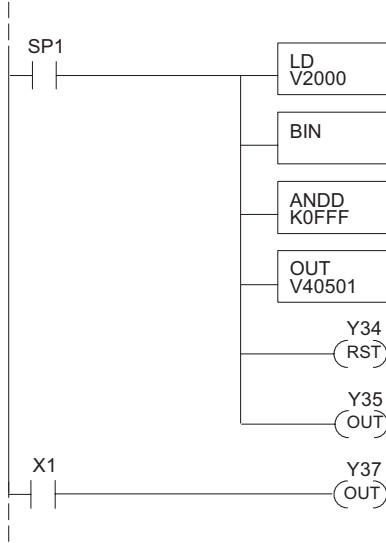 SP1
LD
V2000
BIN
ANDD
K0FFF
OUT
V40501
Y34
RST
Y35
OUT
X1
Y37
OUT